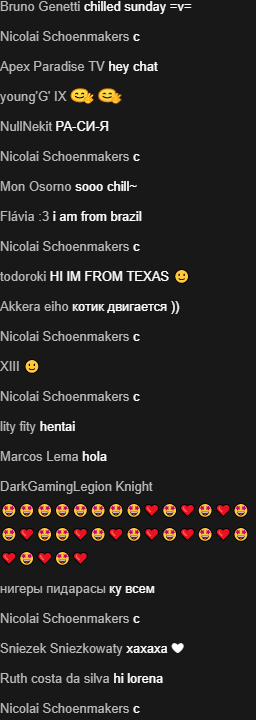 Bruno Genetti chilled sunday =v=
Nicolai Schoenmakers c
Apex Paradise TV hey chat
young'G' IX
NullNekit РА-СИ-Я
Nicolai Schoenmakers c
Mon Osorno sooo chill~
Flávia :3 i am from brazil
Nicolai Schoenmakers c
todoroki HI IM FROM TEXAS
Akkera eiho котик двигается ))
Nicolai Schoenmakers c
XIII
Nicolai Schoenmakers c
lity fity hentai
Marcos Lema hola
DarkGamingLegion Knight
нигеры пидарасы ку всем
Nicolai Schoenmakers c
Sniezek Sniezkowaty xaxaxa
Ruth costa da silva hi lorena
Nicolai Schoenmakers c